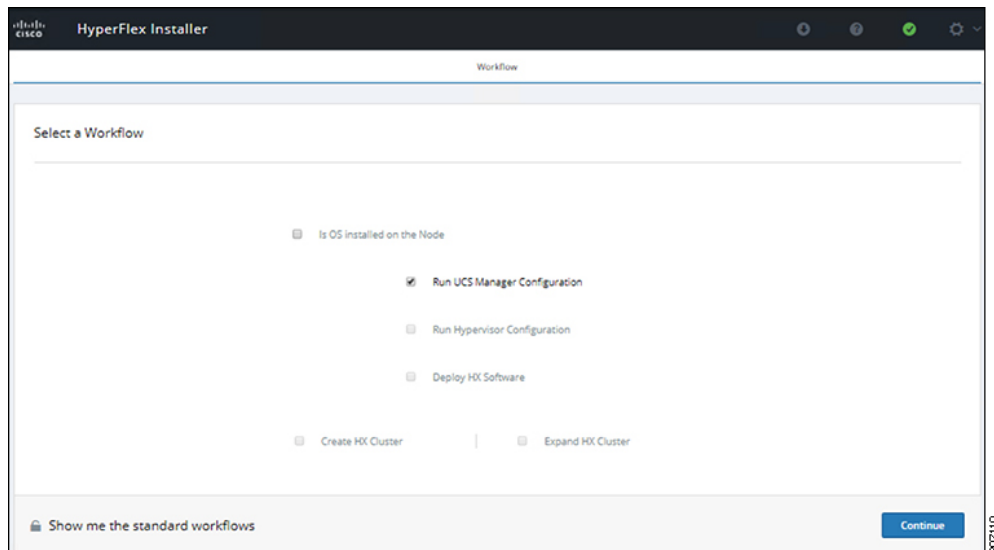 cisco
HyperFlex Installer
Workflow
Select a Workflow
Is OS installed on the Node
Run UCS Manager Configuration
Run Hypervisor Configuration
Deploy HX Software
Create HX Cluster | Expand HX Cluster
Show me the standard workflows
Continue